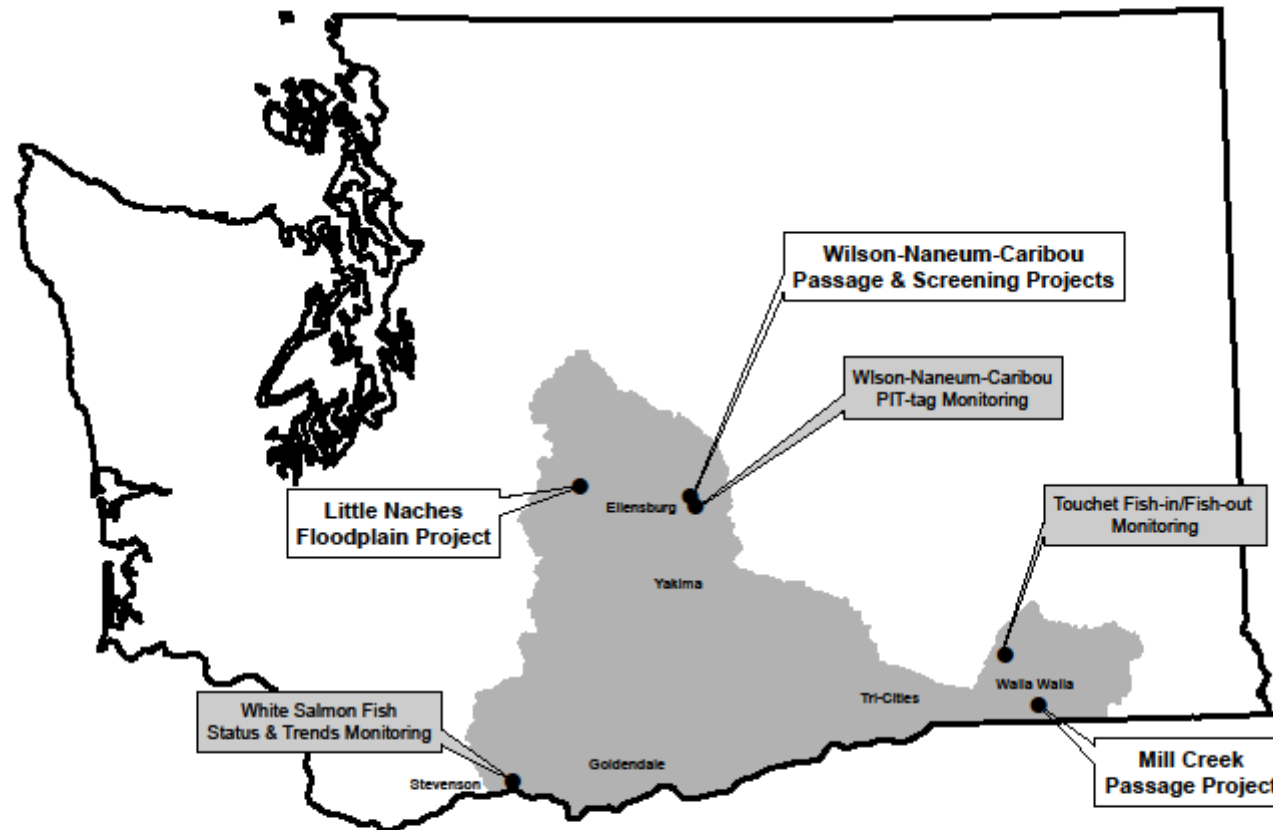 Wilson-Naneum-Caribou
Passage & Screening Projects
Wlson-Naneum-Caribou
PIT-tag Monitoring
Little Naches
Floodplain Project
Ellensburg
Touchet Fish-in/Fish-out
Monitoring
Yakima
Walla Walla
Tri-Cities
White Salmon Fish
Status & Trends Monitoring
Goldendale
Stevenson
Mill Creek
Passage Project